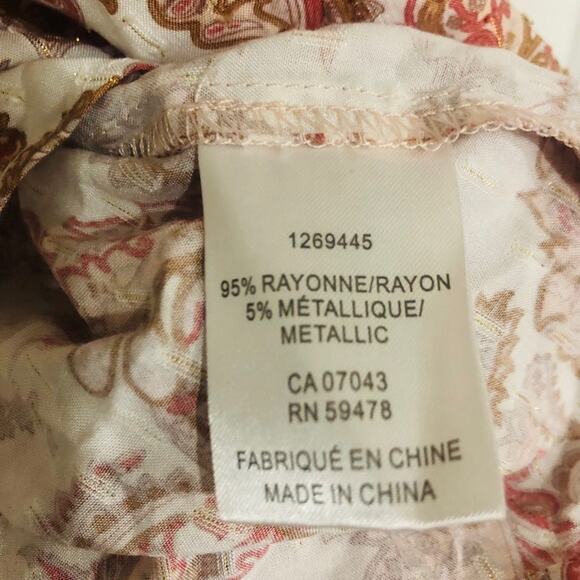 1269445
95% RAYONNE/RAYON
5% MÉTALLIQUE/
METALLIC
CA 07043
RN 59478
FABRIQUÉ EN CHINE
MADE IN CHINA